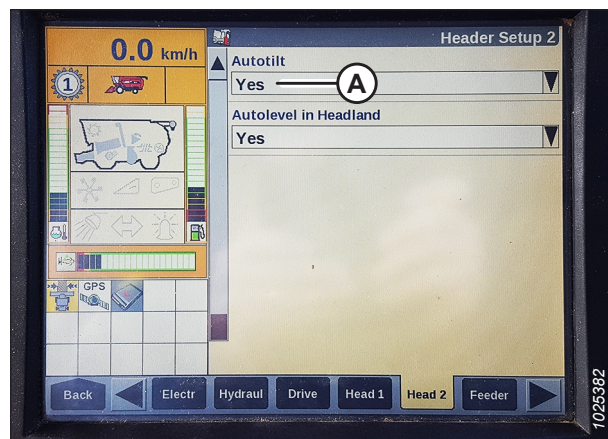 0.0 km/h
Header Setup 2
1
Autotilt
Yes
A
Autolevel in Headland
Yes
GPS
Back
Electr
Hydraul
Drive
Head 1
Head 2
Feeder
1025382